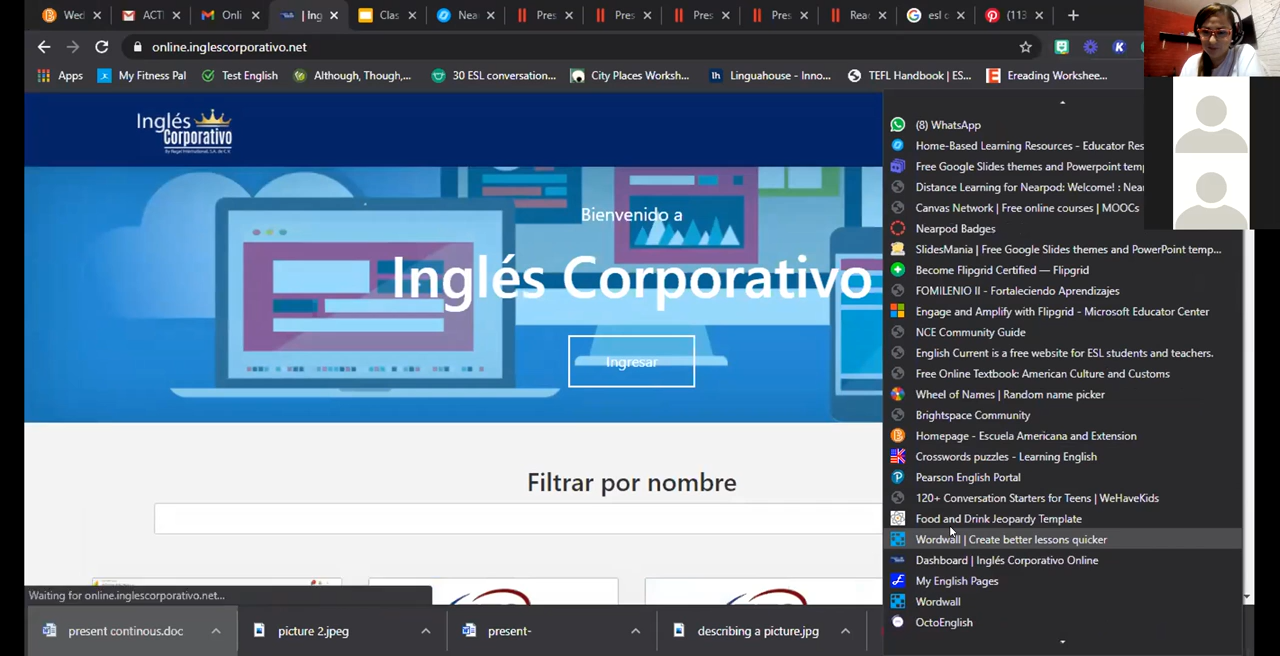 Wed
ACTI
Onli
Ing
Clas
Nea
Pres
Pres
Pres
Pres
Rea
esl c
(113
online.inglescorporativo.net
Apps
My Fitness Pal
Test English
Although, Though,...
30 ESL conversation...
City Places Worksh...
Linguahouse - Inno...
TEFL Handbook | ES...
Ereading Workshee...
Inglés
Corporativo
Bienvenido a
Inglés Corporativo
Ingresar
Filtrar por nombre
(8) WhatsApp
Home-Based Learning Resources - Educator Res
Free Google Slides themes and Powerpoint temp
Distance Learning for Nearpod: Welcome! : Near
Canvas Network | Free online courses | MOOCs
Nearpod Badges
SlidesMania | Free Google Slides themes and PowerPoint temp...
Become Flipgrid Certified — Flipgrid
FOMILENIO II - Fortaleciendo Aprendizajes
Engage and Amplify with Flipgrid - Microsoft Educator Center
NCE Community Guide
English Current is a free website for ESL students and teachers.
Free Online Textbook: American Culture and Customs
Wheel of Names | Random name picker
Brightspace Community
Homepage - Escuela Americana and Extension
Crosswords puzzles - Learning English
Pearson English Portal
120+ Conversation Starters for Teens | WeHaveKids
Food and Drink Jeopardy Template
Wordwall | Create better lessons quicker
Dashboard | Inglés Corporativo Online
My English Pages
Wordwall
OctoEnglish
Waiting for online.inglescorporativo.net...
present continous.doc
picture 2.jpeg
present-
describing a picture.jpg